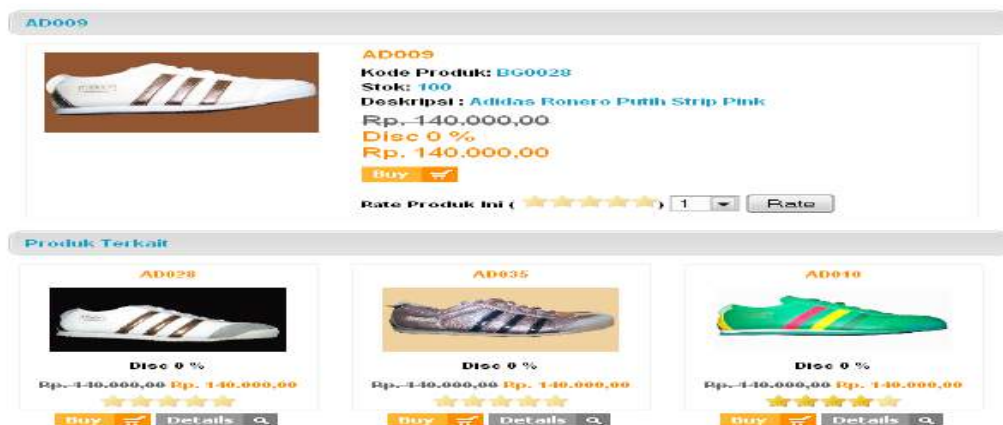 AD009
AD009
Kode Produk: BG0028
Stok: 100
Deskripsi : Adidas Ronero Putih Strip Pink
Rp. 140.000,00
Disc 0 %
Rp. 140.000,00
Buy
Rate Produk Ini ( ) 1 Rate
Produk Terkait
AD028 AD035 AD010
Disc 0 % Disc 0 % Disc 0 %
Rp. 140.000,00 Rp. 140.000,00 Rp. 140.000,00 Rp. 140.000,00 Rp. 140.000,00 Rp. 140.000,00
Buy Details Buy Details Buy Details